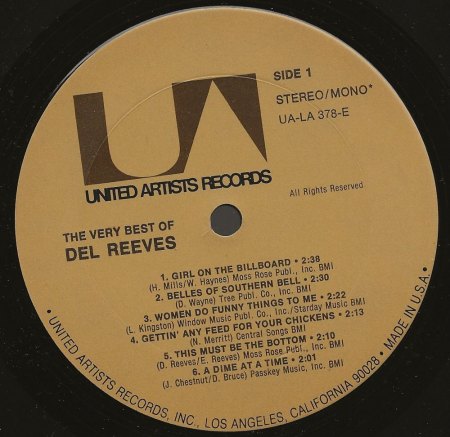 UA
UNITED ARTISTS RECORDS
SIDE 1
STEREO/MONO*
UA-LA 378-E
All Rights Reserved
THE VERY BEST OF
DEL REEVES
1. GIRL ON THE BILLBOARD • 2:38
(H. Mills/W. Haynes) Moss Rose Publ., Inc. BMI
2. BELLES OF SOUTHERN BELL • 2:30
(D. Wayne) Tree Publ. Co., Inc. BMI
3. WOMEN DO FUNNY THINGS TO ME • 2:22
(L. Kingston) Window Music Publ. Co., Inc./Starday Music BMI
4. GETTIN' ANY FEED FOR YOUR CHICKENS • 2:13
(N. Merritt) Central Songs BMI
5. THIS MUST BE THE BOTTOM • 2:10
(D. Reeves/E. Reeves) Moss Rose Publ., Inc. BMI
6. A DIME AT A TIME • 2:01
(J. Chestnut/D. Bruce) Passkey Music, Inc. BMI
• UNITED ARTISTS RECORDS, INC., LOS ANGELES, CALIFORNIA 90028 • MADE IN U.S.A. •